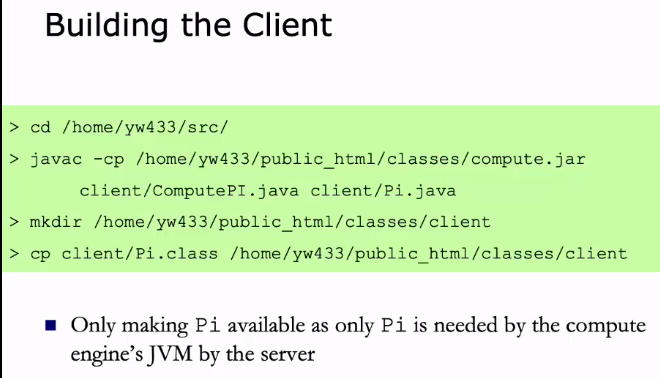 Building the Client
> cd /home/yw433/src/
> javac -cp /home/yw433/public_html/classes/compute.jar
client/ComputePI.java client/Pi.java
> mkdir /home/yw433/public_html/classes/client
> cp client/Pi.class /home/yw433/public_html/classes/client
Only making Pi available as only Pi is needed by the compute
engine’s JVM by the server